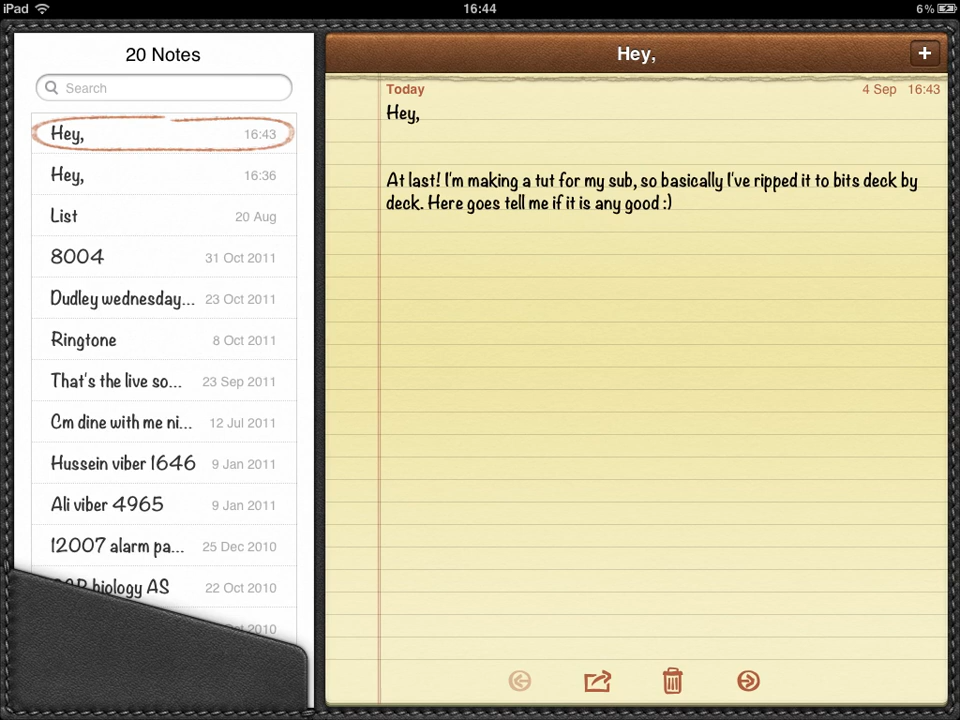 iPad 16:44 6%
20 Notes
Search
Hey, 16:43
Hey, 16:36
List 20 Aug
8004 31 Oct 2011
Dudley wednesday... 23 Oct 2011
Ringtone 8 Oct 2011
That's the live so... 23 Sep 2011
Cm dine with me ni... 12 Jul 2011
Hussein viber 1646 9 Jan 2011
Ali viber 4965 9 Jan 2011
12007 alarm pa... 25 Dec 2010
biology AS 22 Oct 2010
2010
Hey,
+
Today 4 Sep 16:43
Hey,
At last! I'm making a tut for my sub, so basically I've ripped it to bits deck by
deck. Here goes tell me if it is any good :)